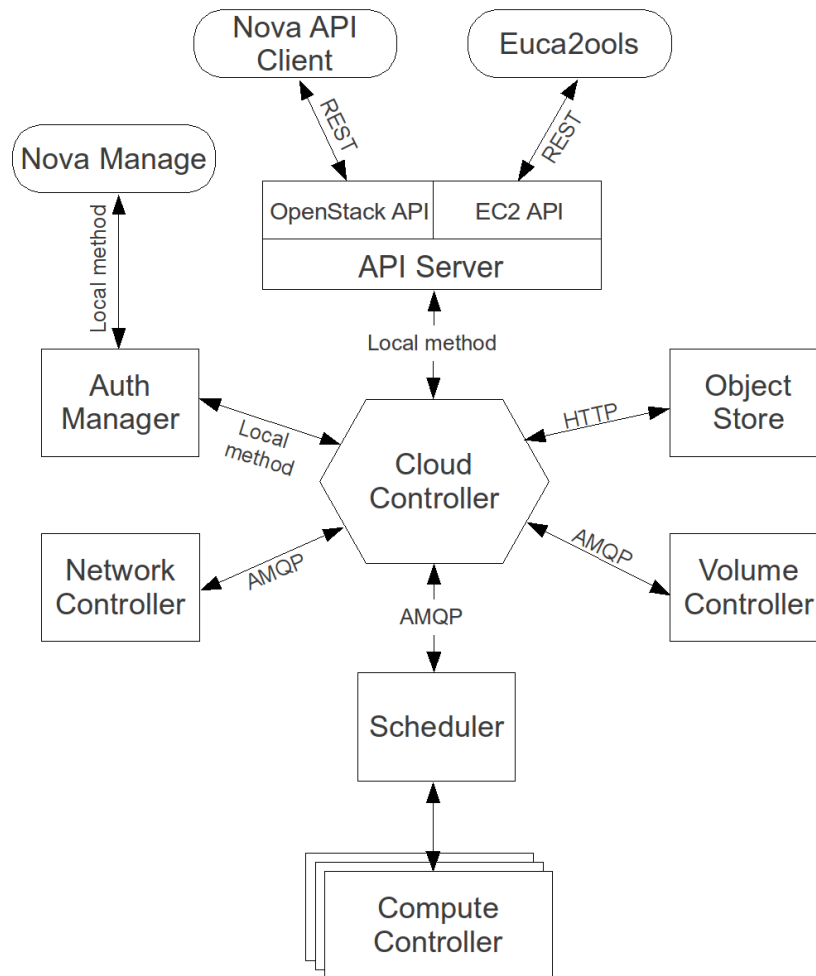 Nova API
Client
Euca2ools
REST
REST
Nova Manage
OpenStack API
EC2 API
API Server
Local method
Local method
Auth
Manager
Object
Store
HTTP
Local
method
Cloud
Controller
Network
Controller
AMQP
AMQP
Volume
Controller
AMQP
Scheduler
Compute
Controller